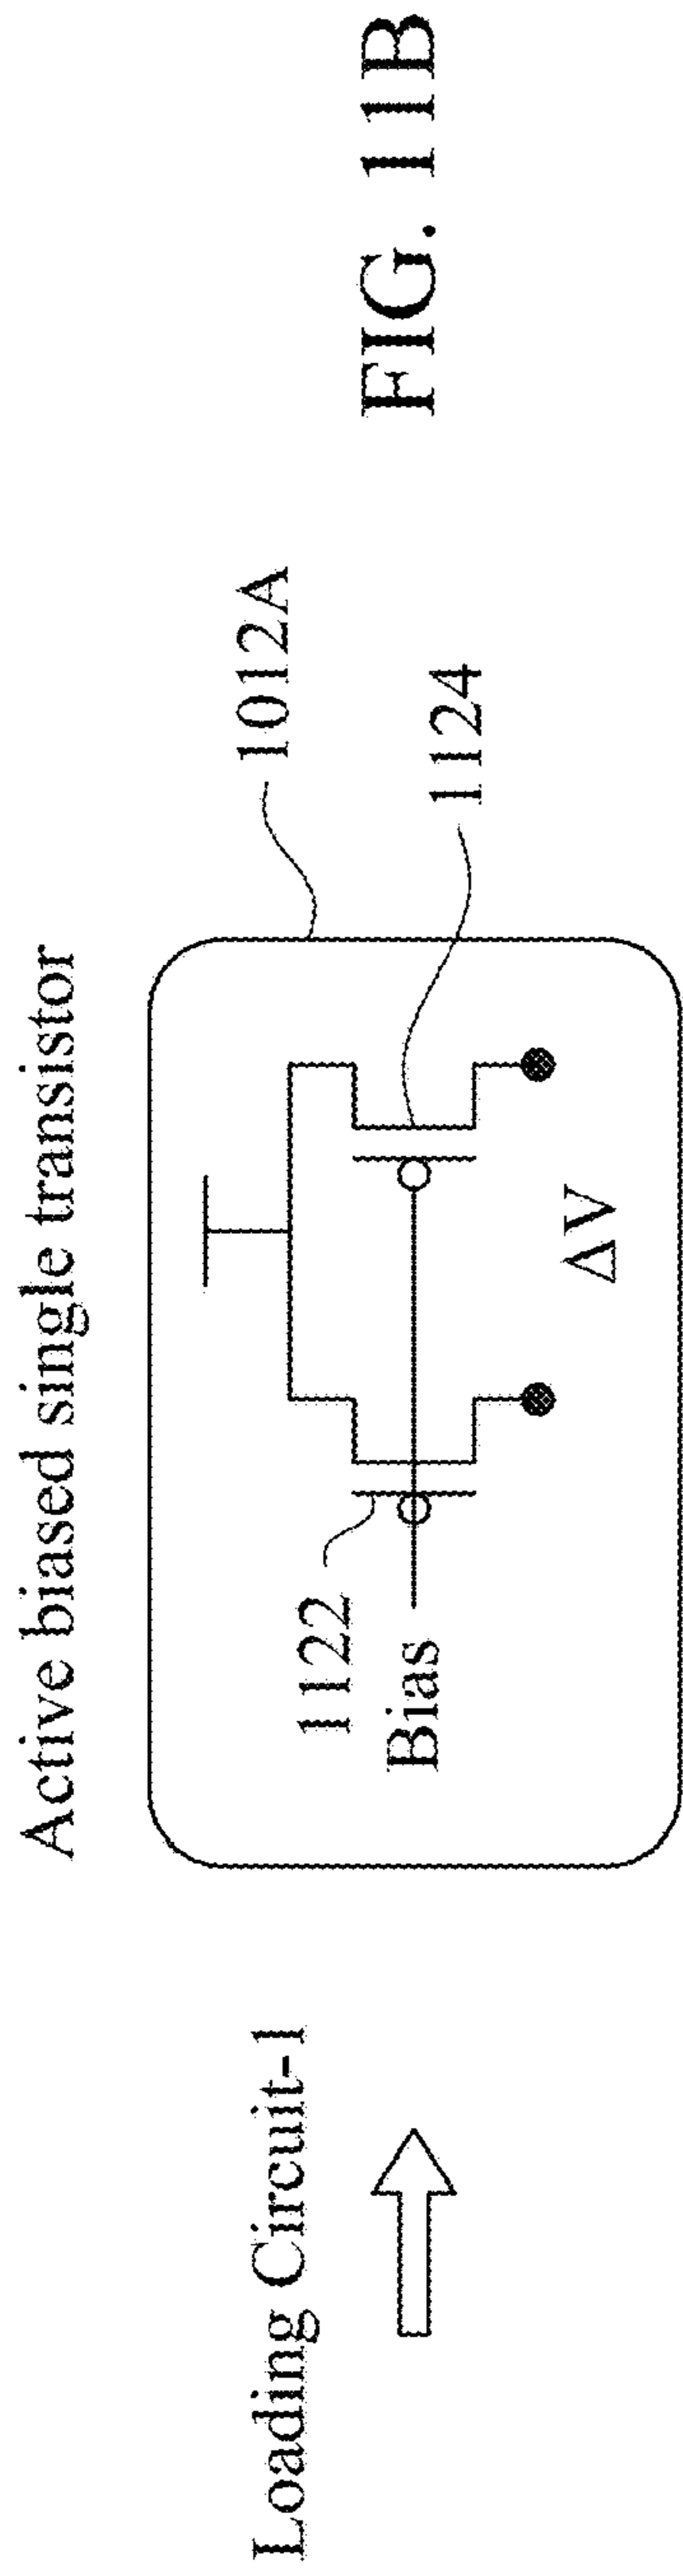 Active biased single transistor
Loading Circuit-1
1012A
1122
1124
Bias
ΔV
FIG. 11B